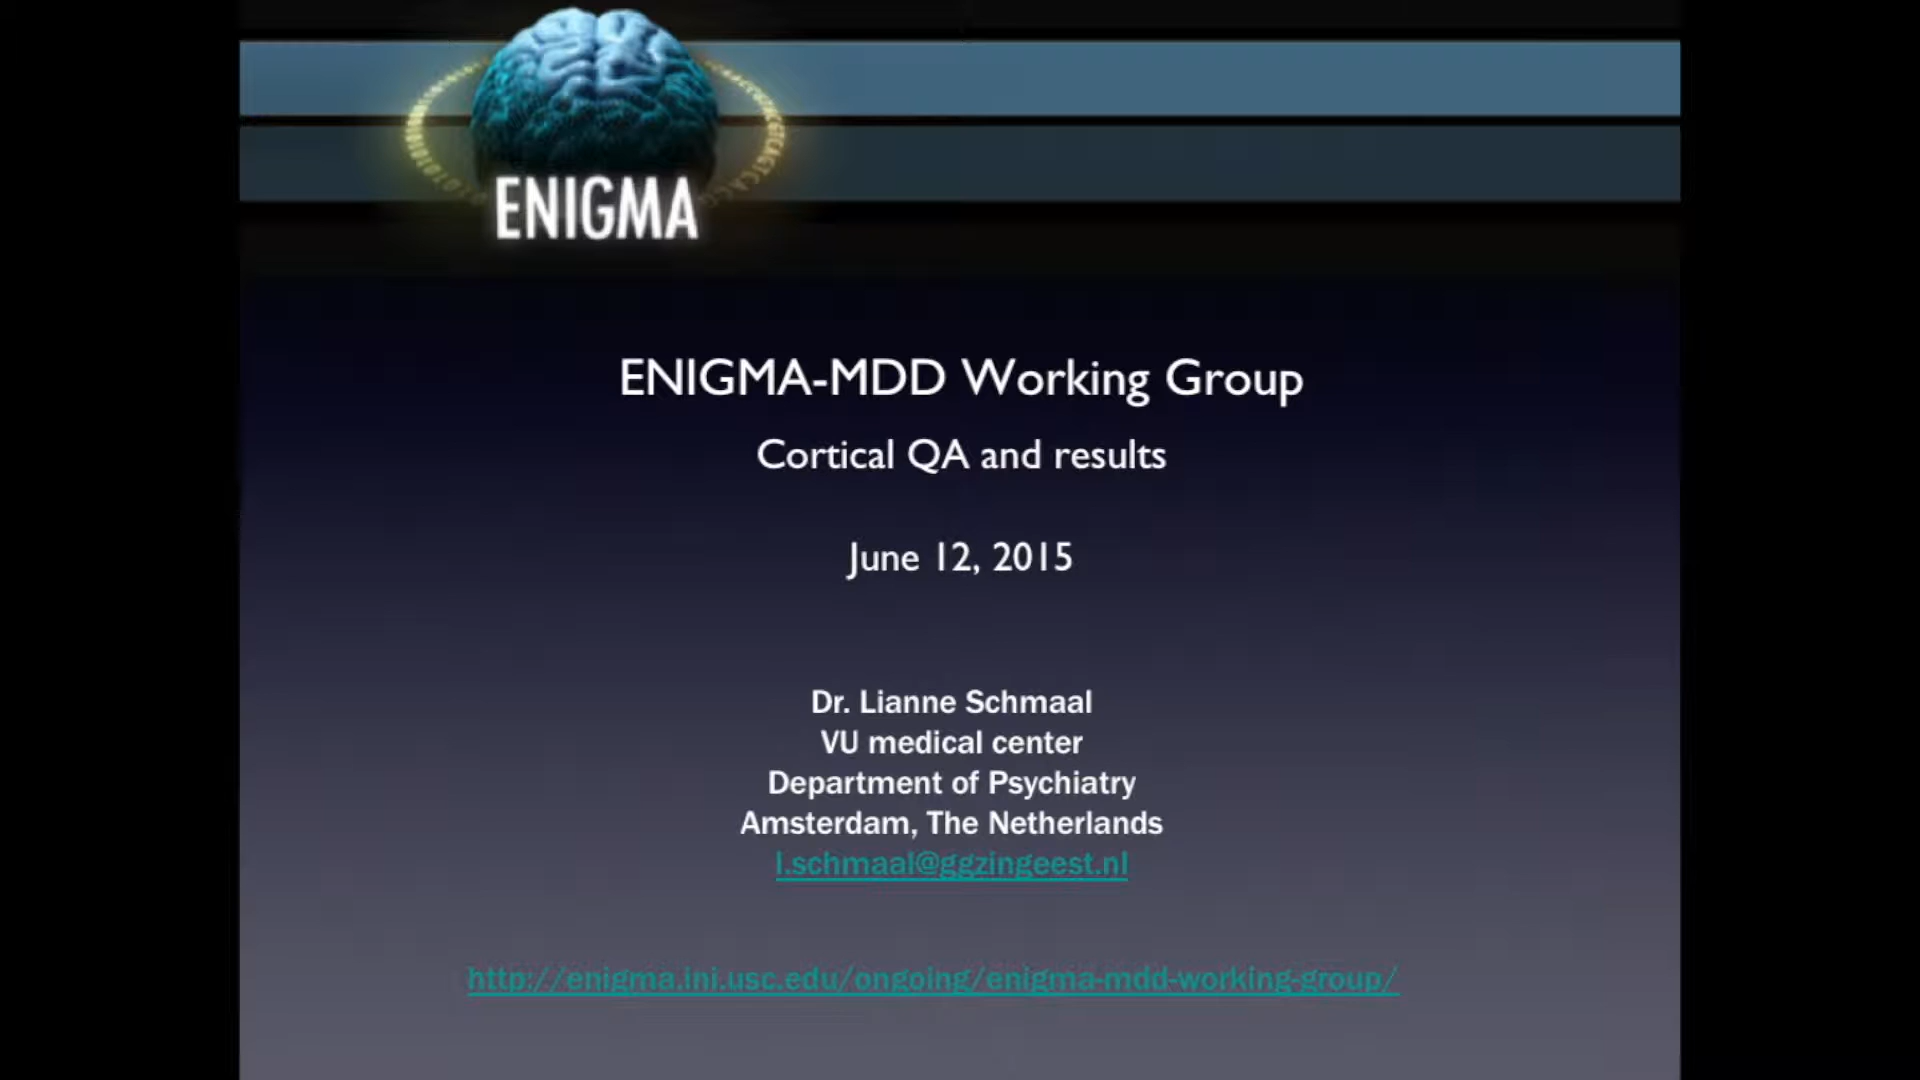 ENIGMA
ENIGMA-MDD Working Group
Cortical QA and results
June 12, 2015
Dr. Lianne Schmaal
VU medical center
Department of Psychiatry
Amsterdam, The Netherlands
l.schmaal@ggzingeest.nl
http://enigma.ini.usc.edu/ongoing/enigma-mdd-working-group/